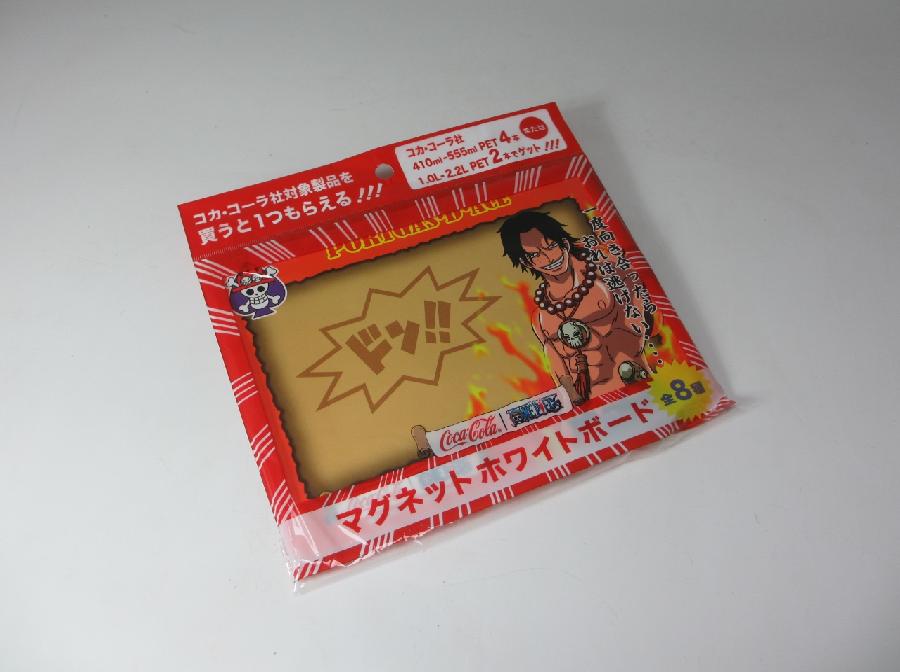 コカ・コーラ社対象製品を
買うと1つもらえる!!!
コカ・コーラ社
410ml-555ml PET 4本
または
1.0L-2.2L PET 2本でゲット!!!
PORTGAS・D・ACE
一度向き合ったら
おれは逃げない…!!
ドン!!
Coca-Cola
ONE PIECE
全8種
マグネット ホワイトボード